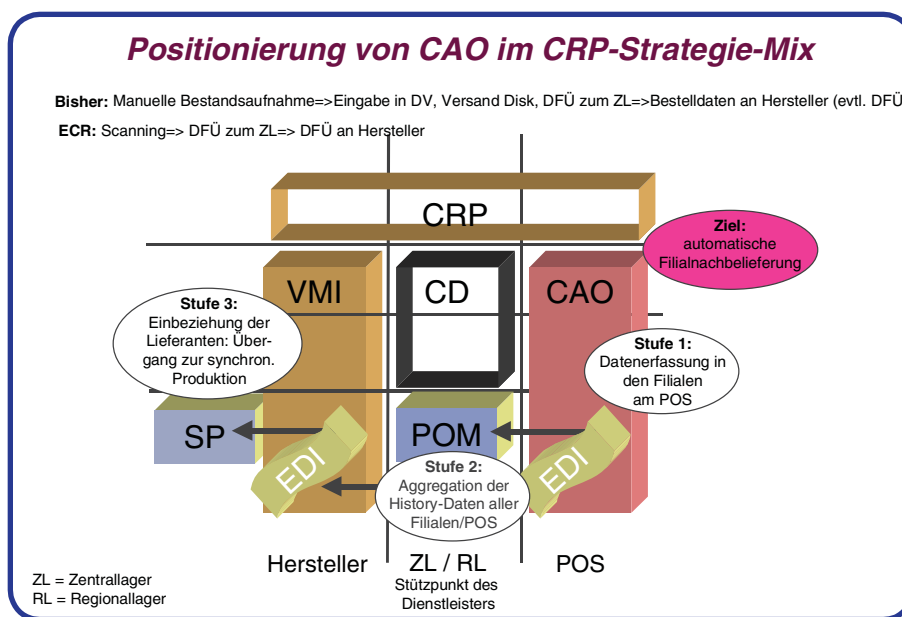 Positionierung von CAO im CRP-Strategie-Mix
Bisher: Manuelle Bestandsaufnahme=>Eingabe in DV, Versand Disk, DFÜ zum ZL=>Bestelldaten an Hersteller (evtl. DFÜ
ECR: Scanning=> DFÜ zum ZL=> DFÜ an Hersteller
CRP
Ziel:
automatische
Filialnachbelieferung
VMI
CD
CAO
Stufe 3:
Einbeziehung der
Lieferanten: Über-
gang zur synchron.
Produktion
Stufe 1:
Datenerfassung in
den Filialen
am POS
SP
POM
EDI
EDI
Stufe 2:
Aggregation der
History-Daten aller
Filialen/POS
Hersteller
ZL / RL
Stützpunkt des
Dienstleisters
POS
ZL = Zentrallager
RL = Regionallager